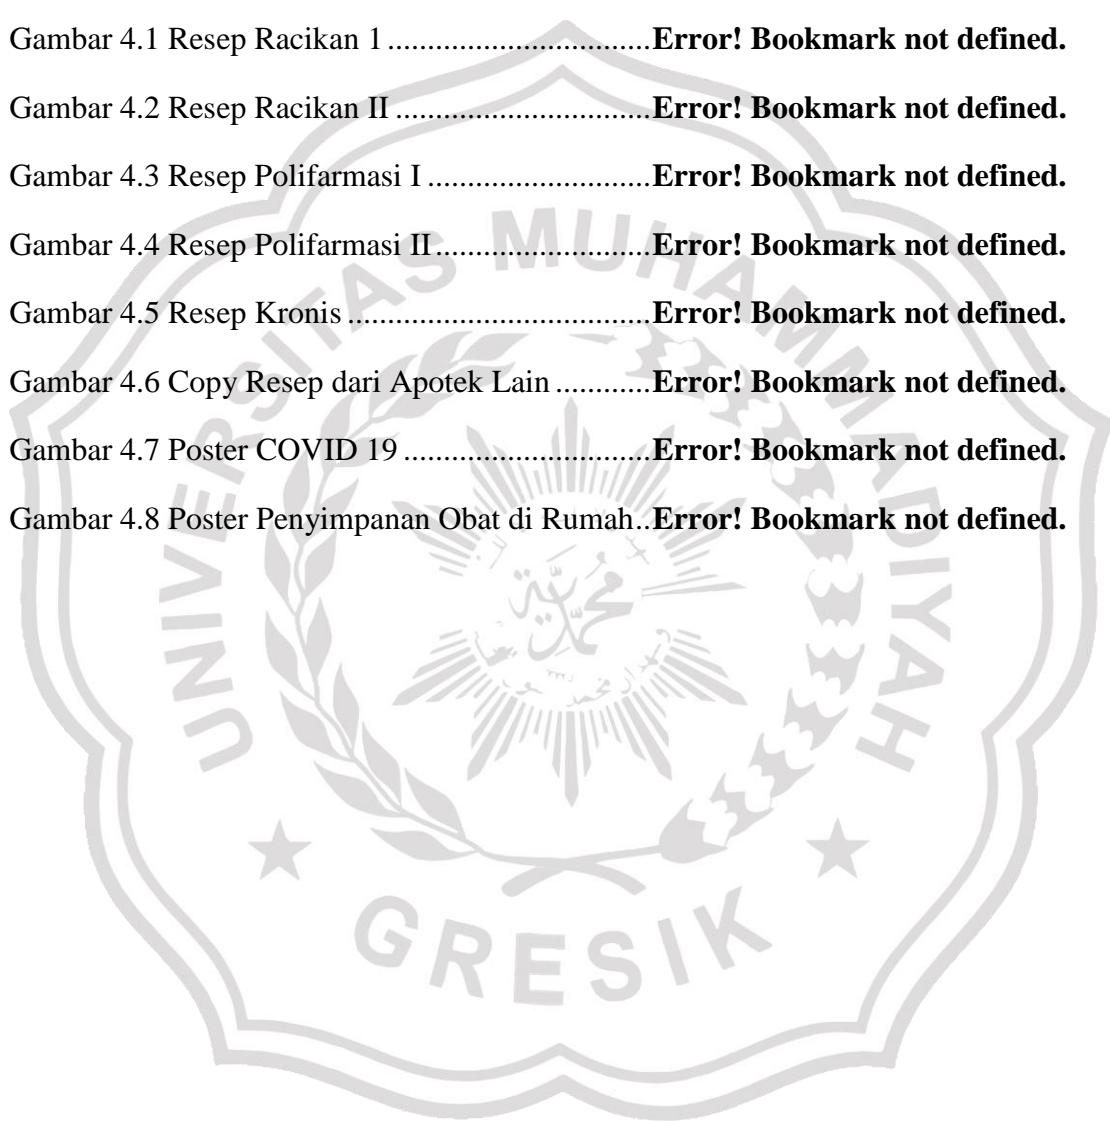 Gambar 4.1 Resep Racikan 1.................................Error! Bookmark not defined.
Gambar 4.2 Resep Racikan II................................Error! Bookmark not defined.
Gambar 4.3 Resep Polifarmasi I............................Error! Bookmark not defined.
Gambar 4.4 Resep Polifarmasi II...........................Error! Bookmark not defined.
Gambar 4.5 Resep Kronis......................................Error! Bookmark not defined.
Gambar 4.6 Copy Resep dari Apotek Lain............Error! Bookmark not defined.
Gambar 4.7 Poster COVID 19...............................Error! Bookmark not defined.
Gambar 4.8 Poster Penyimpanan Obat di Rumah..Error! Bookmark not defined.
UNIVERSITAS MUHAMMADIYAH
GRESIK